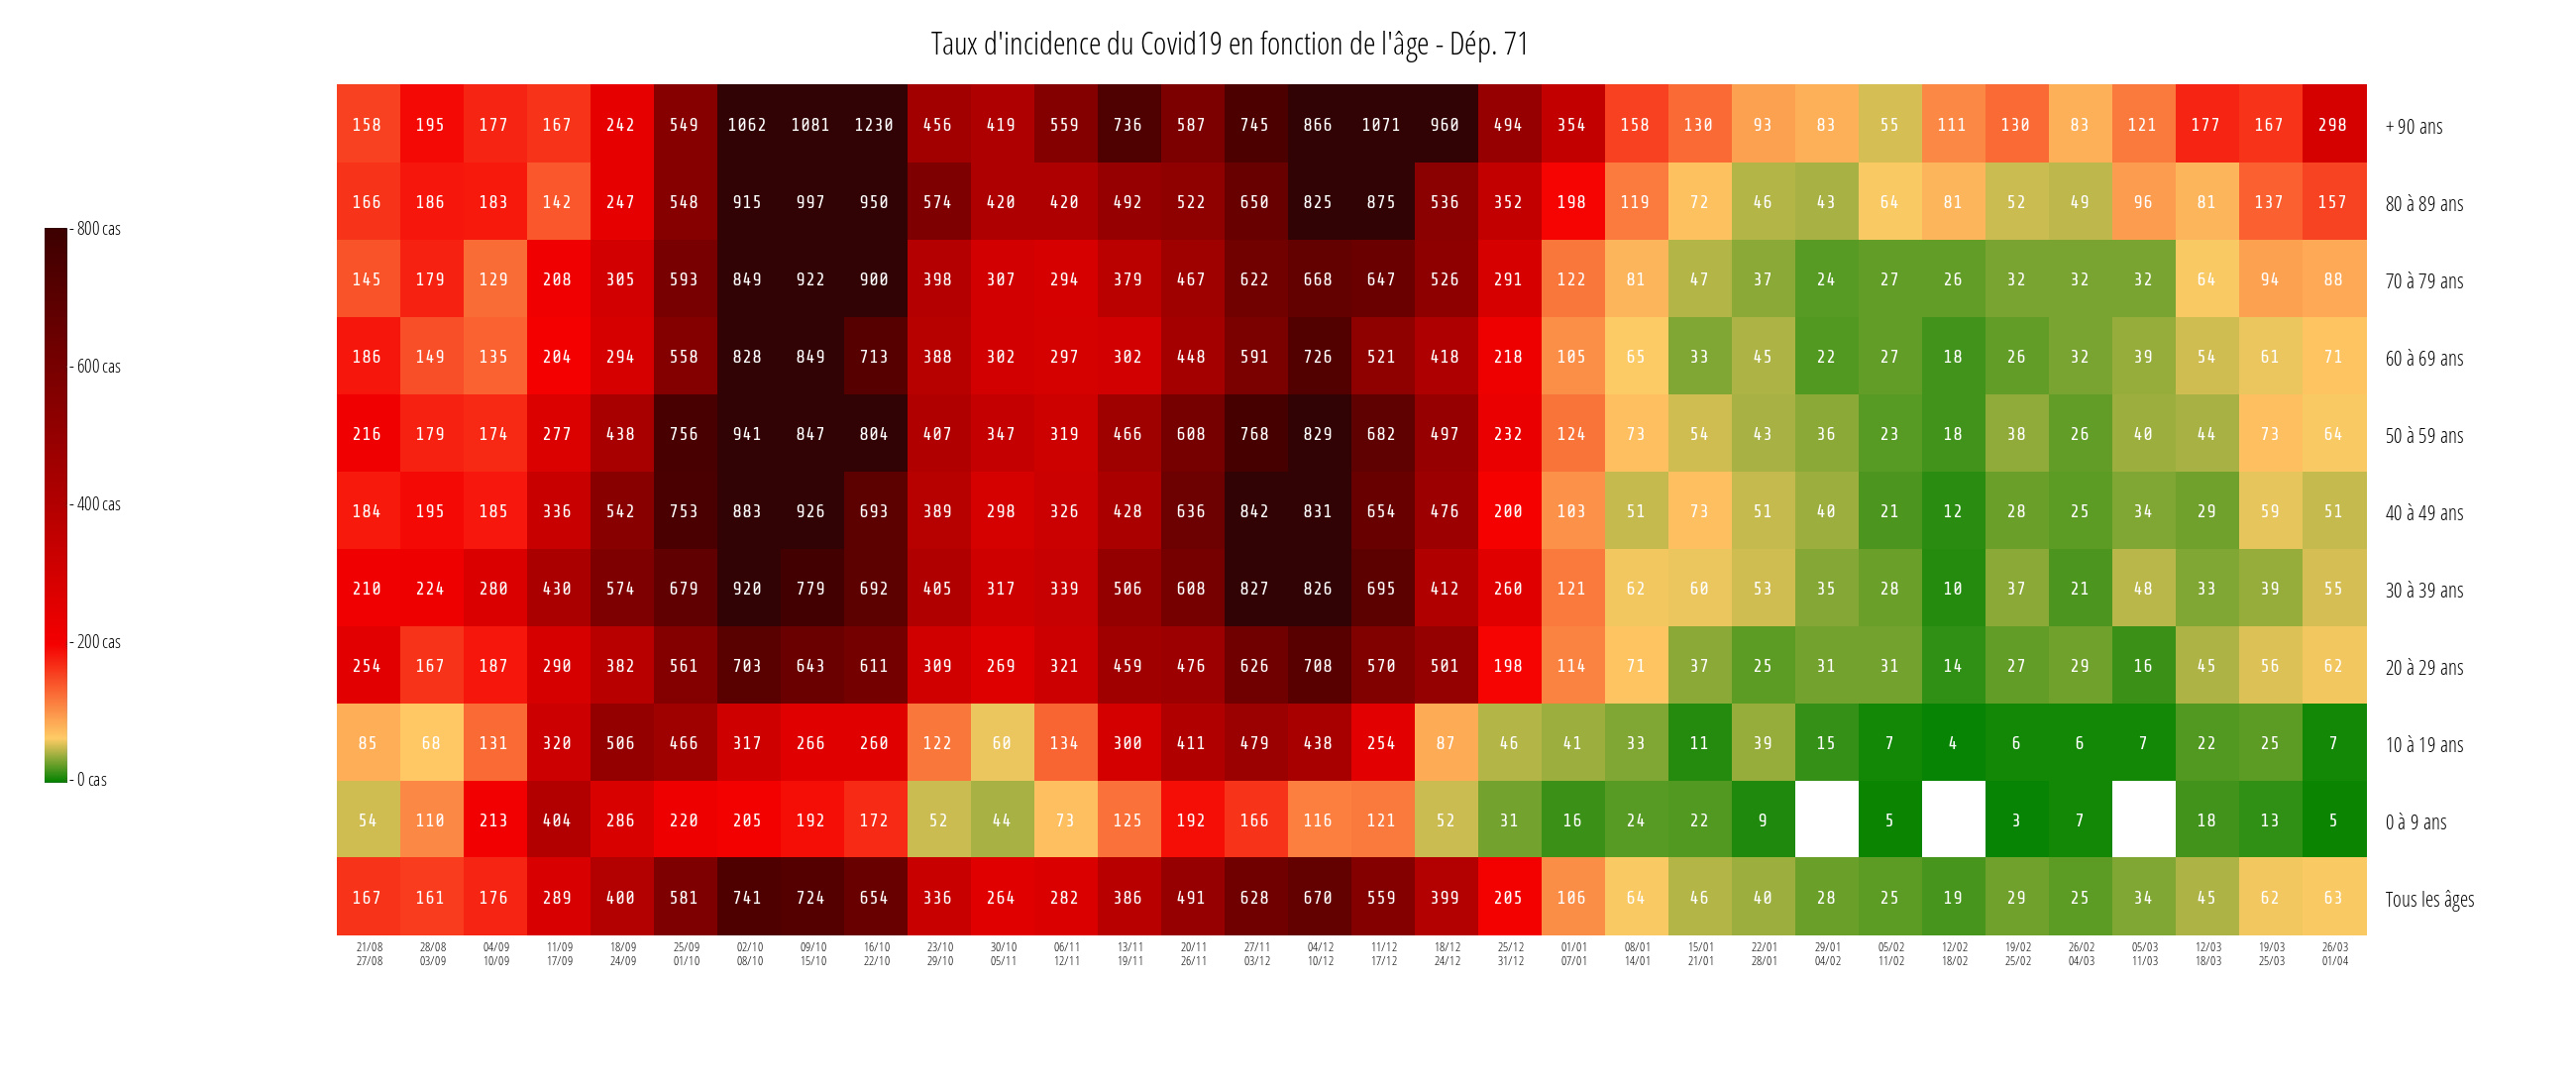 Taux d'incidence du Covid19 en fonction de l'âge - Dép. 71
158 195 177 167 242 549 1062 1081 1230 456 419 559 736 587 745 866 1071 960 494 354 158 130 93 83 55 111 130 83 121 177 167 298 + 90 ans
166 186 183 142 247 548 915 997 950 574 420 420 492 522 650 825 875 536 352 198 119 72 46 43 64 81 52 49 96 81 137 157 80 à 89 ans
- 800 cas
145 179 129 208 305 593 849 922 900 398 307 294 379 467 622 668 647 526 291 122 81 47 37 24 27 26 32 32 32 64 94 88 70 à 79 ans
186 149 135 204 294 558 828 849 713 388 302 297 302 448 591 726 521 418 218 105 65 33 45 22 27 18 26 32 39 54 61 71 60 à 69 ans
- 600 cas
216 179 174 277 438 756 941 847 804 407 347 319 466 608 768 829 682 497 232 124 73 54 43 36 23 18 38 26 40 44 73 64 50 à 59 ans
- 400 cas
184 195 185 336 542 753 883 926 693 389 298 326 428 636 842 831 654 476 200 103 51 73 51 40 21 12 28 25 34 29 59 51 40 à 49 ans
210 224 280 430 574 679 920 779 692 405 317 339 506 608 827 826 695 412 260 121 62 60 53 35 28 10 37 21 48 33 39 55 30 à 39 ans
- 200 cas
254 167 187 290 382 561 703 643 611 309 269 321 459 476 626 708 570 501 198 114 71 37 25 31 31 14 27 29 16 45 56 62 20 à 29 ans
85 68 131 320 506 466 317 266 260 122 60 134 300 411 479 438 254 87 46 41 33 11 39 15 7 4 6 6 7 22 25 7 10 à 19 ans
- 0 cas
54 110 213 404 286 220 205 192 172 52 44 73 125 192 166 116 121 52 31 16 24 22 9 5 3 7 18 13 5 0 à 9 ans
167 161 176 289 400 581 741 724 654 336 264 282 386 491 628 670 559 399 205 106 64 46 40 28 25 19 29 25 34 45 62 63 Tous les âges
21/08 28/08 04/09 11/09 18/09 25/09 02/10 09/10 16/10 23/10 30/10 06/11 13/11 20/11 27/11 04/12 11/12 18/12 25/12 01/01 08/01 15/01 22/01 29/01 05/02 12/02 19/02 26/02 05/03 12/03 19/03 26/03
27/08 03/09 10/09 17/09 24/09 01/10 08/10 15/10 22/10 29/10 05/11 12/11 19/11 26/11 03/12 10/12 17/12 24/12 31/12 07/01 14/01 21/01 28/01 04/02 11/02 18/02 25/02 04/03 11/03 18/03 25/03 01/04